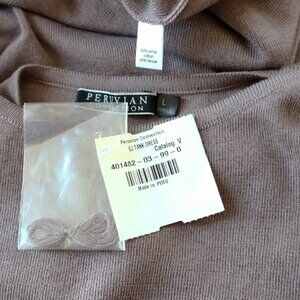 60% pima
cotton
40% tencel
PERUVIAN
CONNECTION
L
Peruvian Connection
SU TANK DRESS
Catalog V
401482-03-99-0
Made in PERU